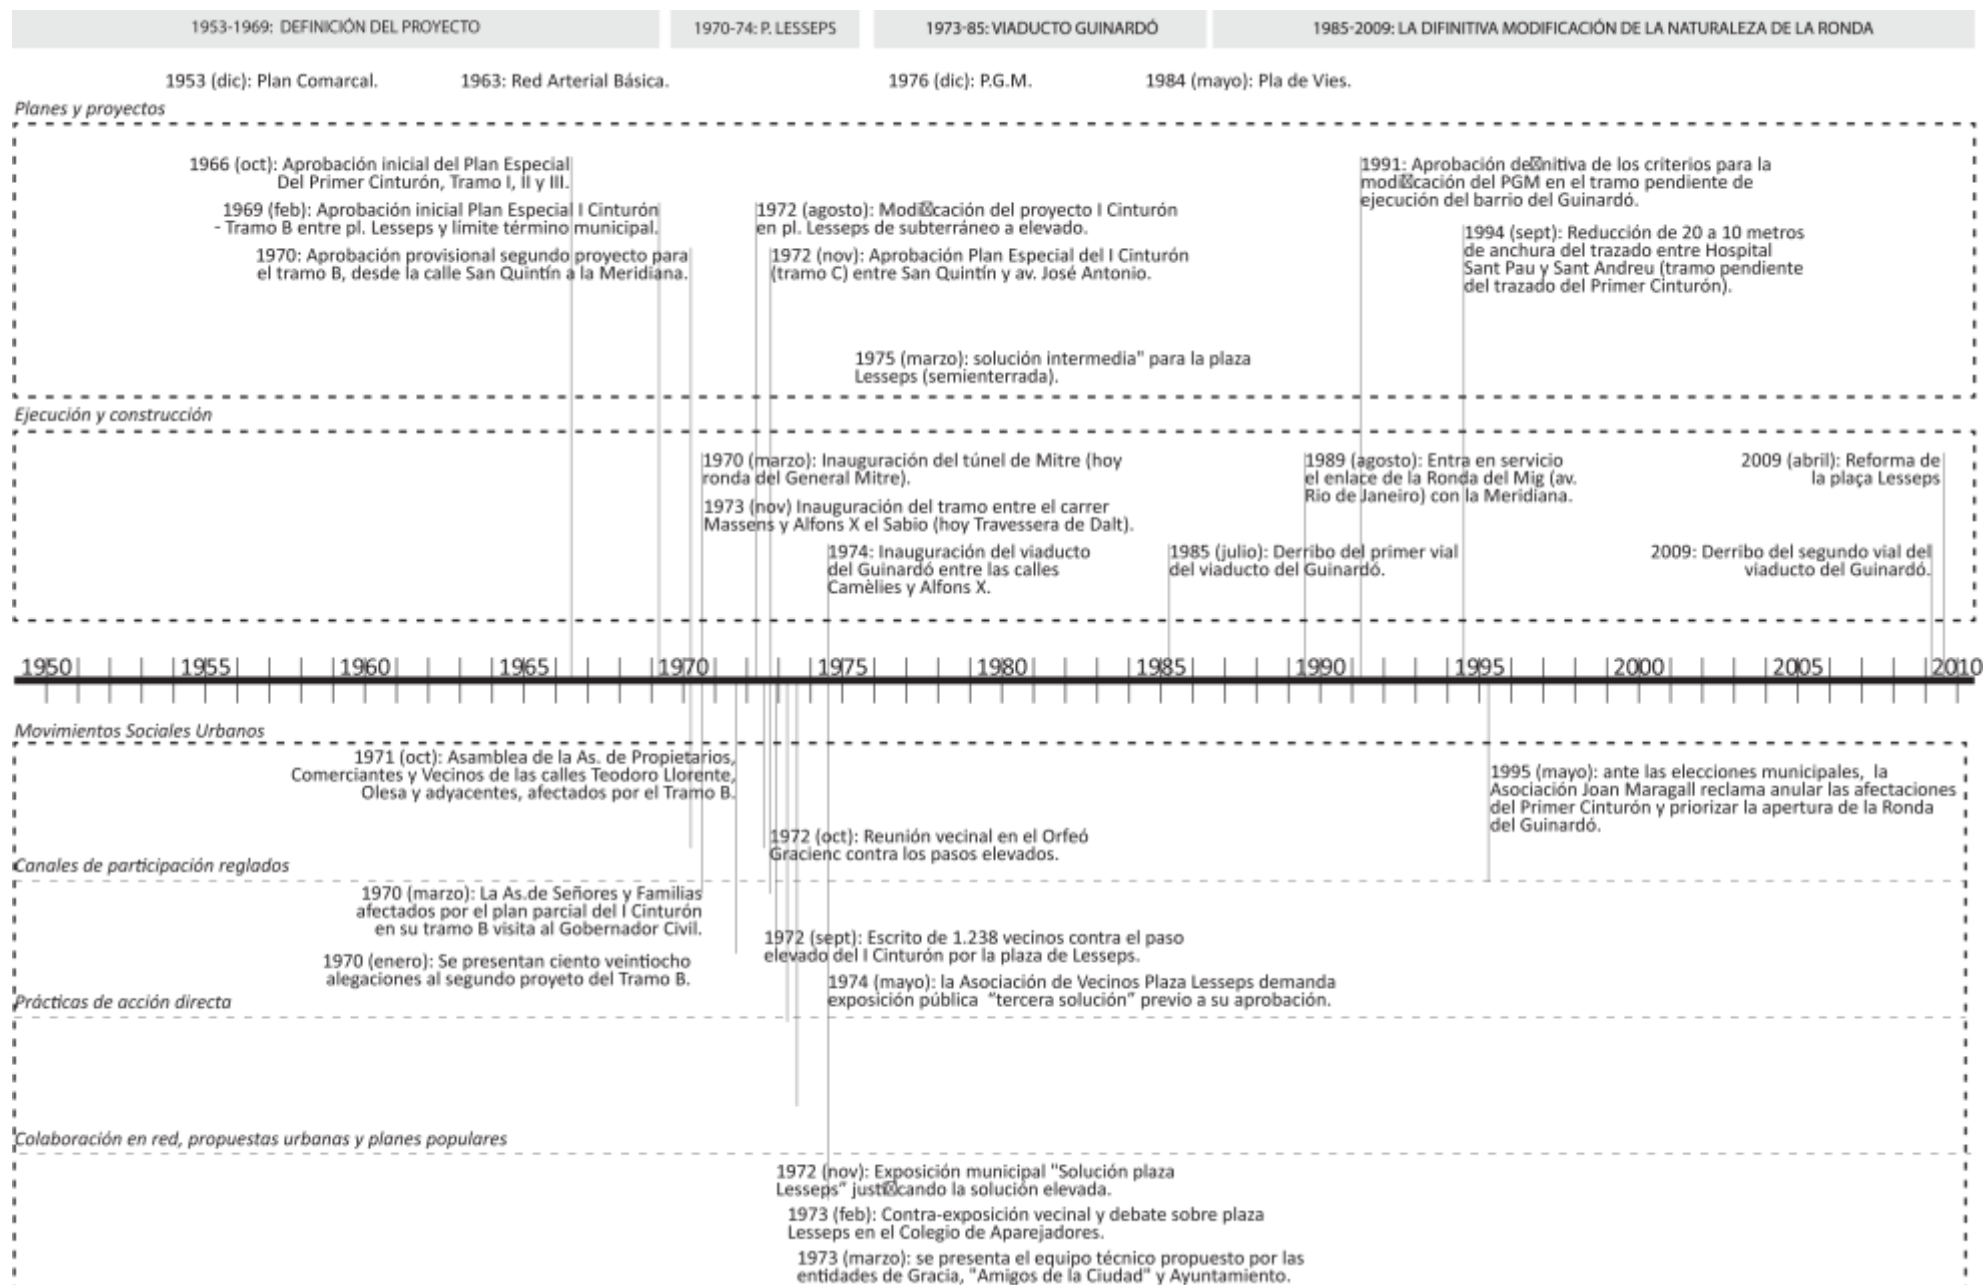 1953-1969: DEFINICIÓN DEL PROYECTO
1970-74: P. LESSEPS
1973-85: VIADUCTO GUINARDÓ
1985-2009: LA DIFINITIVA MODIFICACIÓN DE LA NATURALEZA DE LA RONDA
1953 (dic): Plan Comarcal.
1963: Red Arterial Básica.
1976 (dic): P.G.M.
1984 (mayo): Pla de Vies.
Planes y proyectos
1966 (oct): Aprobación inicial del Plan Especial
Del Primer Cinturón, Tramo I, II y III.
1969 (feb): Aprobación inicial Plan Especial I Cinturón
- Tramo B entre pl. Lesseps y limite término municipal.
1970: Aprobación provisional segundo proyecto para
el tramo B, desde la calle San Quintín a la Meridiana.
1972 (agosto): Modi☒cación del proyecto I Cinturón
en pl. Lesseps de subterráneo a elevado.
1972 (nov): Aprobación Plan Especial del I Cinturón
(tramo C) entre San Quintín y av. José Antonio.
1975 (marzo): solución intermedia" para la plaza
Lesseps (semienterrada).
1991: Aprobación de☒nitiva de los criterios para la
modi☒cación del PGM en el tramo pendiente de
ejecución del barrio del Guinardó.
1994 (sept): Reducción de 20 a 10 metros
de anchura del trazado entre Hospital
Sant Pau y Sant Andreu (tramo pendiente
del trazado del Primer Cinturón).
Ejecución y construcción
1970 (marzo): Inauguración del túnel de Mitre (hoy
ronda del General Mitre).
1973 (nov) Inauguración del tramo entre el carrer
Massens y Alfons X el Sabio (hoy Travessera de Dalt).
1974: Inauguración del viaducto
del Guinardó entre las calles
Camèlies y Alfons X.
1985 (julio): Derribo del primer vial
del viaducto del Guinardó.
1989 (agosto): Entra en servicio
el enlace de la Ronda del Mig (av.
Rio de Janeiro) con la Meridiana.
2009 (abril): Reforma de
la plaça Lesseps
2009: Derribo del segundo vial del
viaducto del Guinardó.
1950 1955 1960 1965 1970 1975 1980 1985 1990 1995 2000 2005 2010
Movimientos Sociales Urbanos
1971 (oct): Asamblea de la As. de Propietarios,
Comerciantes y Vecinos de las calles Teodoro Llorente,
Olesa y adyacentes, afectados por el Tramo B.
1972 (oct): Reunión vecinal en el Orfeó
Gracienc contra los pasos elevados.
1995 (mayo): ante las elecciones municipales, la
Asociación Joan Maragall reclama anular las afectaciones
del Primer Cinturón y priorizar la apertura de la Ronda
del Guinardó.
Canales de participación reglados
1970 (marzo): La As.de Señores y Familias
afectados por el plan parcial del I Cinturón
en su tramo B visita al Gobernador Civil.
1970 (enero): Se presentan ciento veintiocho
alegaciones al segundo proyeto del Tramo B.
1972 (sept): Escrito de 1.238 vecinos contra el paso
elevado del I Cinturón por la plaza de Lesseps.
1974 (mayo): la Asociación de Vecinos Plaza Lesseps demanda
exposición pública "tercera solución" previo a su aprobación.
Prácticas de acción directa
Colaboración en red, propuestas urbanas y planes populares
1972 (nov): Exposición municipal "Solución plaza
Lesseps" justi☒cando la solución elevada.
1973 (feb): Contra-exposición vecinal y debate sobre plaza
Lesseps en el Colegio de Aparejadores.
1973 (marzo): se presenta el equipo técnico propuesto por las
entidades de Gracia, "Amigos de la Ciudad" y Ayuntamiento.